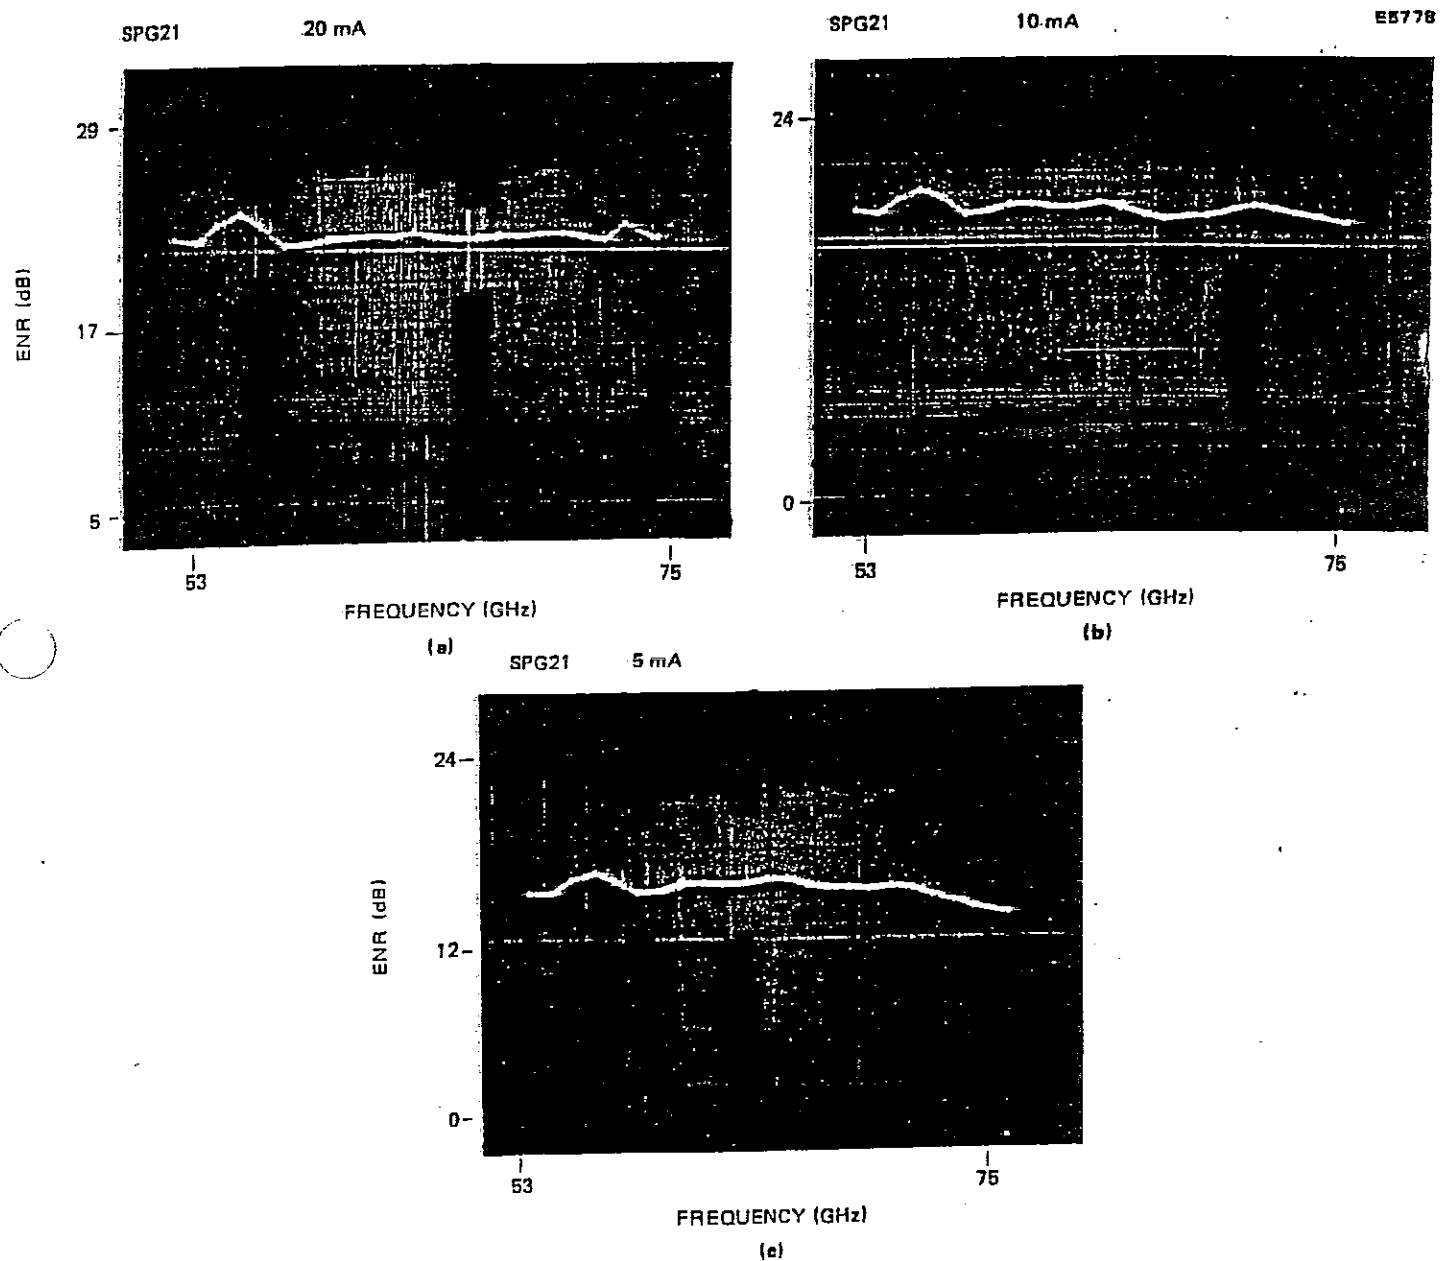 SPG21 20 mA
29
17
5
ENR (dB)
53 75
FREQUENCY (GHz)
(a)
SPG21 10 mA E5778
24
0
53 75
FREQUENCY (GHz)
(b)
SPG21 5 mA
24
12
0
ENR (dB)
53 75
FREQUENCY (GHz)
(c)